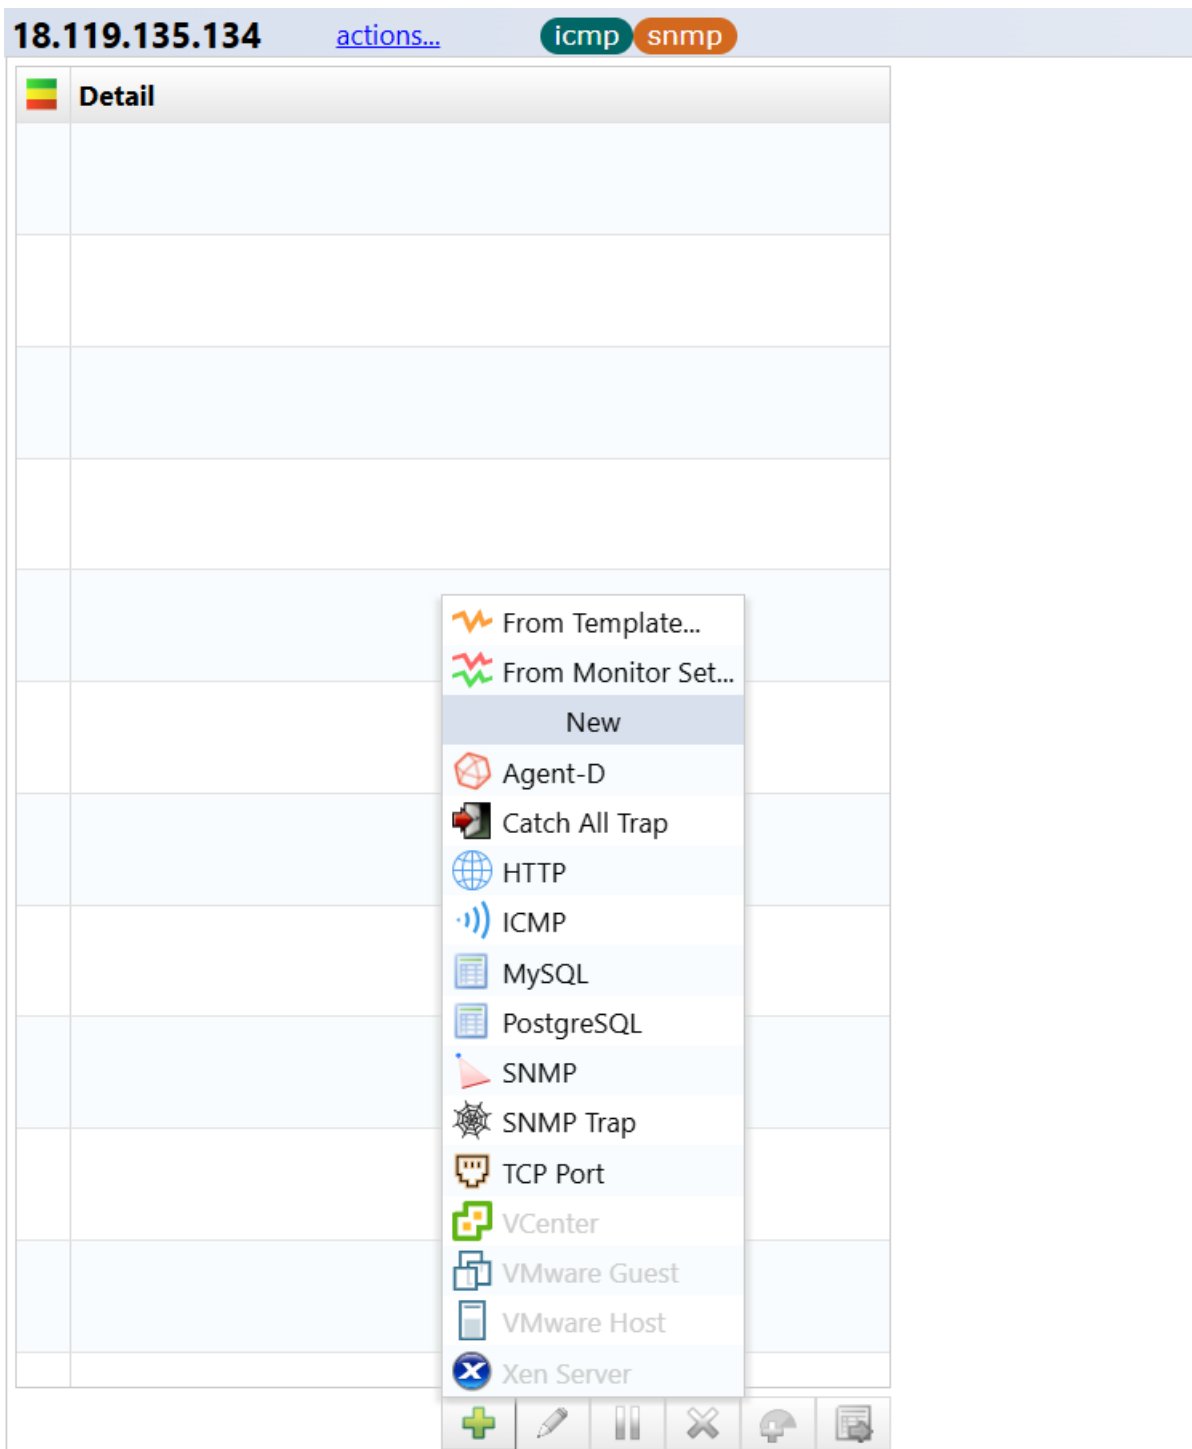 18.119.135.134 actions... icmp snmp
Detail
From Template...
From Monitor Set...
New
Agent-D
Catch All Trap
HTTP
ICMP
MySQL
PostgreSQL
SNMP
SNMP Trap
TCP Port
VCenter
VMware Guest
VMware Host
Xen Server